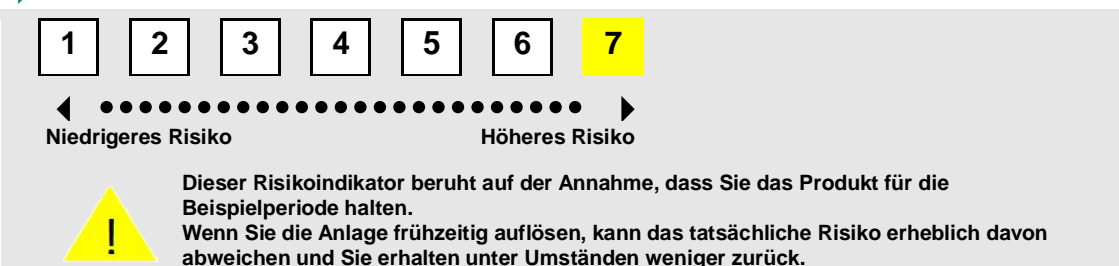 1 2 3 4 5 6 7
Niedrigeres Risiko Höheres Risiko
Dieser Risikoindikator beruht auf der Annahme, dass Sie das Produkt für die
Beispielperiode halten.
! Wenn Sie die Anlage frühzeitig auflösen, kann das tatsächliche Risiko erheblich davon
abweichen und Sie erhalten unter Umständen weniger zurück.